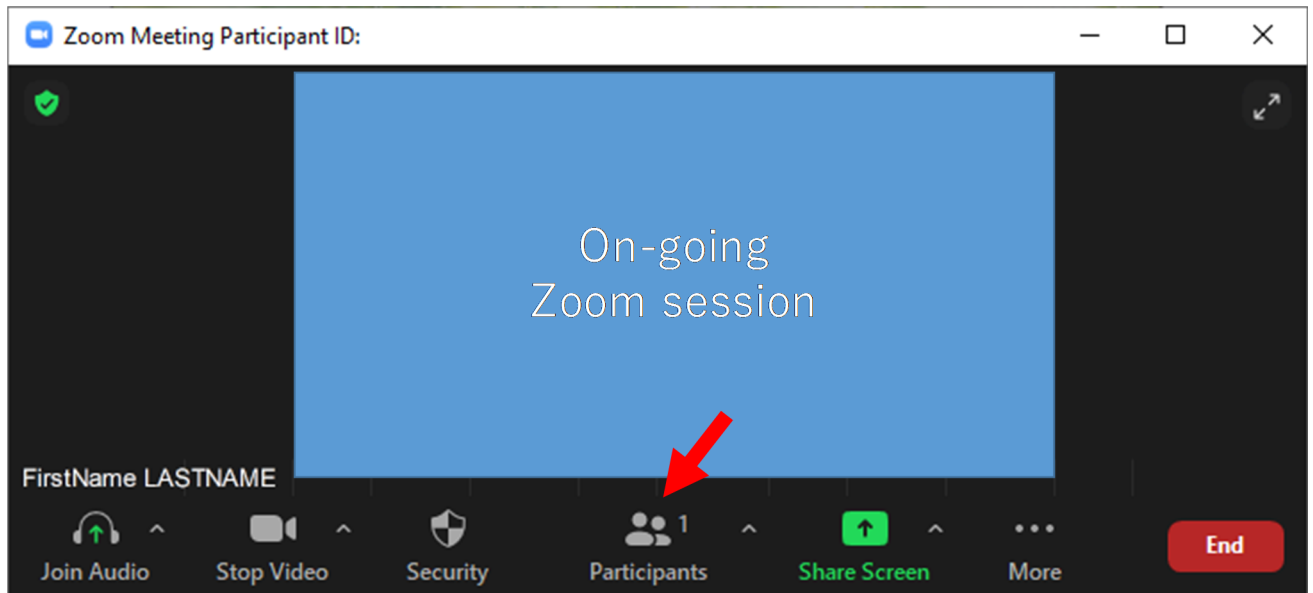 Zoom Meeting Participant ID:
On-going
Zoom session
FirstName LASTNAME
1
Join Audio
Stop Video
Security
Participants
Share Screen
More
End